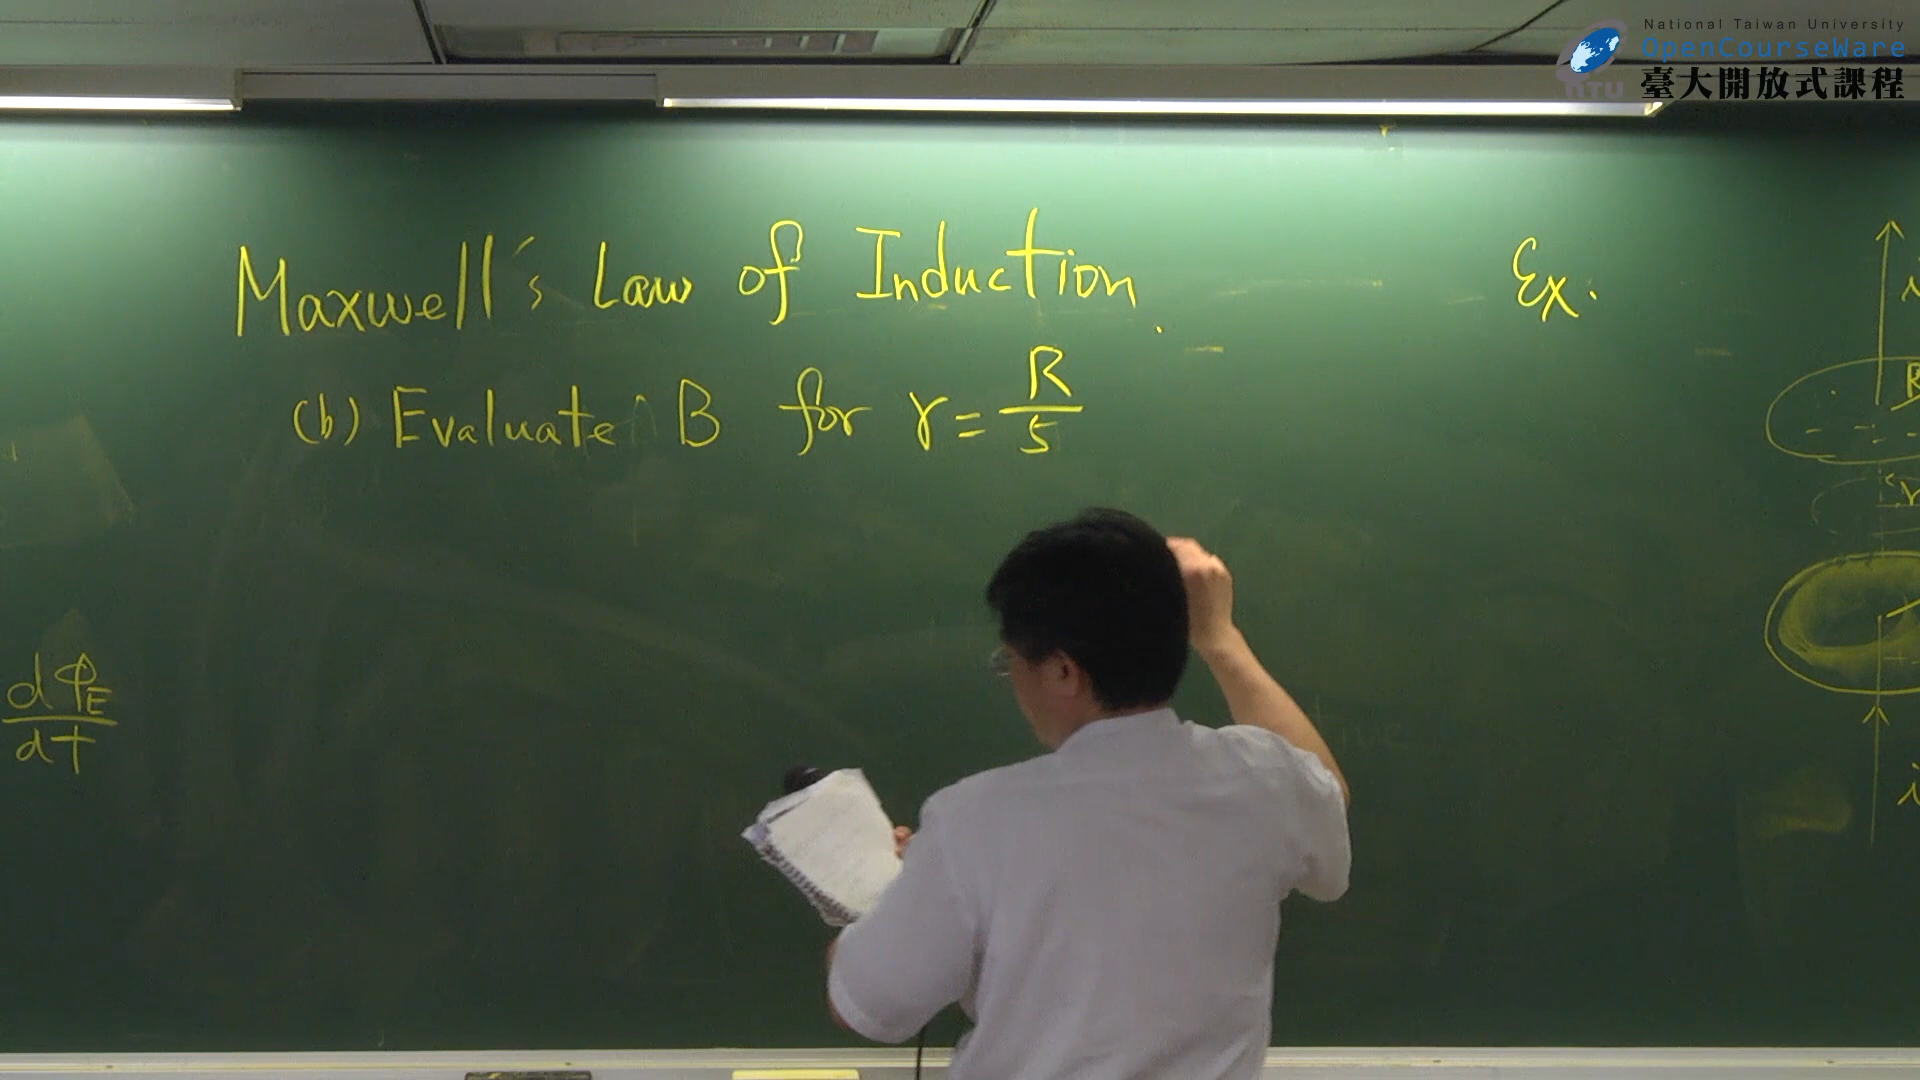 National Taiwan University
OpenCourseWare
NTU 臺大開放式課程
Maxwell's Law of Induction.
(b) Evaluate B for r = R/5
Ex.
i
R
r
dΦE/dt
i